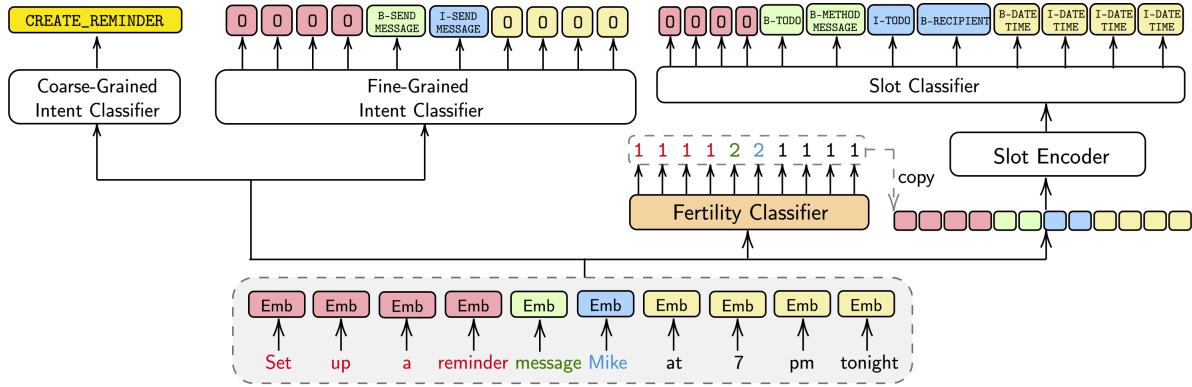 CREATE_REMINDER
Coarse-Grained
Intent Classifier
O O O O B-SEND MESSAGE I-SEND MESSAGE O O O O
Fine-Grained
Intent Classifier
O O O O B-TODO B-METHOD MESSAGE I-TODO B-RECIPIENT B-DATE TIME I-DATE TIME I-DATE TIME I-DATE TIME
Slot Classifier
Slot Encoder
1 1 1 1 2 2 1 1 1 1
copy
Fertility Classifier
Emb Emb Emb Emb Emb Emb Emb Emb Emb Emb
Set up a reminder message Mike at 7 pm tonight